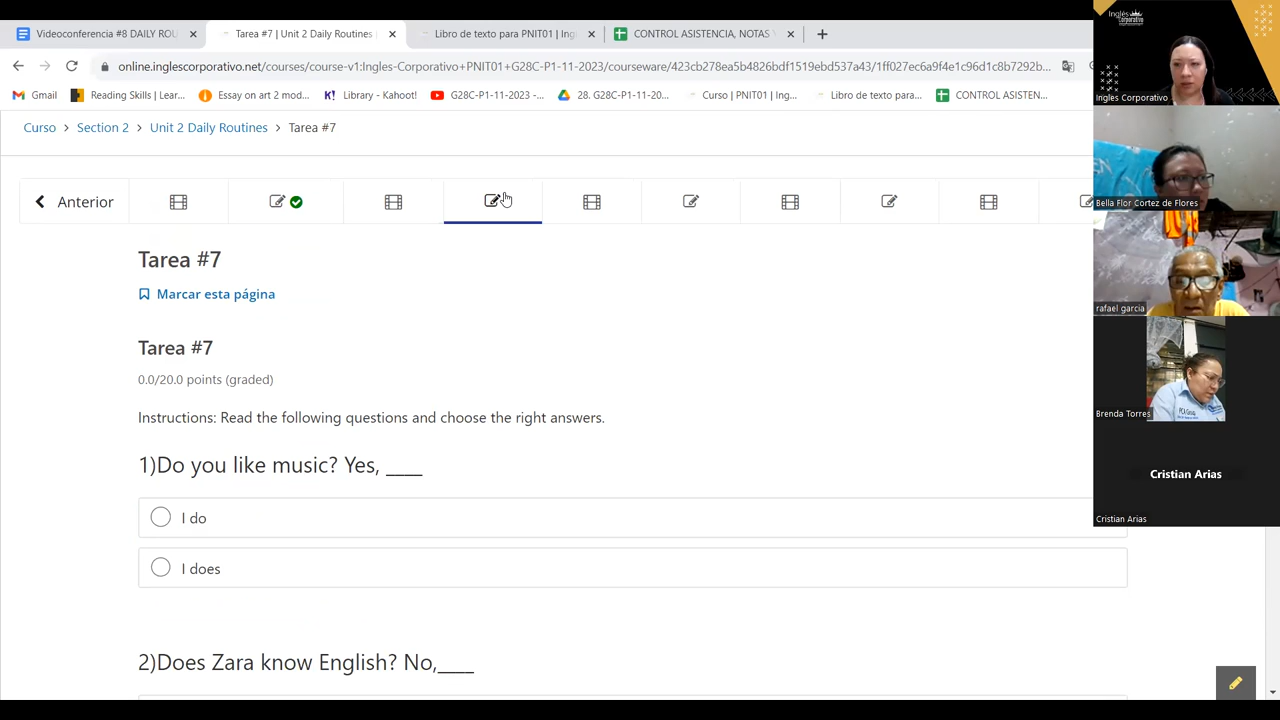 Videoconferencia #8 DAILY ROU
Tarea #7 | Unit 2 Daily Routines
Libro de texto para PNIT01 | Ing
CONTROL ASISTENCIA, NOTAS
online.inglescorporativo.net/courses/course-v1:Ingles-Corporativo+PNIT01+G28C-P1-11-2023/courseware/423cb278ea5b486bdf1519ebd537a43/1ff027ec6a9f4e1c96d1c8b7292b...
Gmail
Reading Skills | Lear...
Essay on art 2 mod...
Library - Kahoot!
G28C-P1-11-2023 -...
28. G28C-P1-11-20...
Curso | PNIT01 | Ing...
Libro de texto para...
CONTROL ASISTEN...
Curso > Section 2 > Unit 2 Daily Routines > Tarea #7
Anterior
Tarea #7
Marcar esta página
Tarea #7
0.0/20.0 points (graded)
Instructions: Read the following questions and choose the right answers.
1)Do you like music? Yes, ____
I do
I does
2)Does Zara know English? No,____
Inglés
Corporativo
Ingles Corporativo
Bella Flor Cortez de Flores
rafael garcia
Brenda Torres
Cristian Arias
Cristian Arias